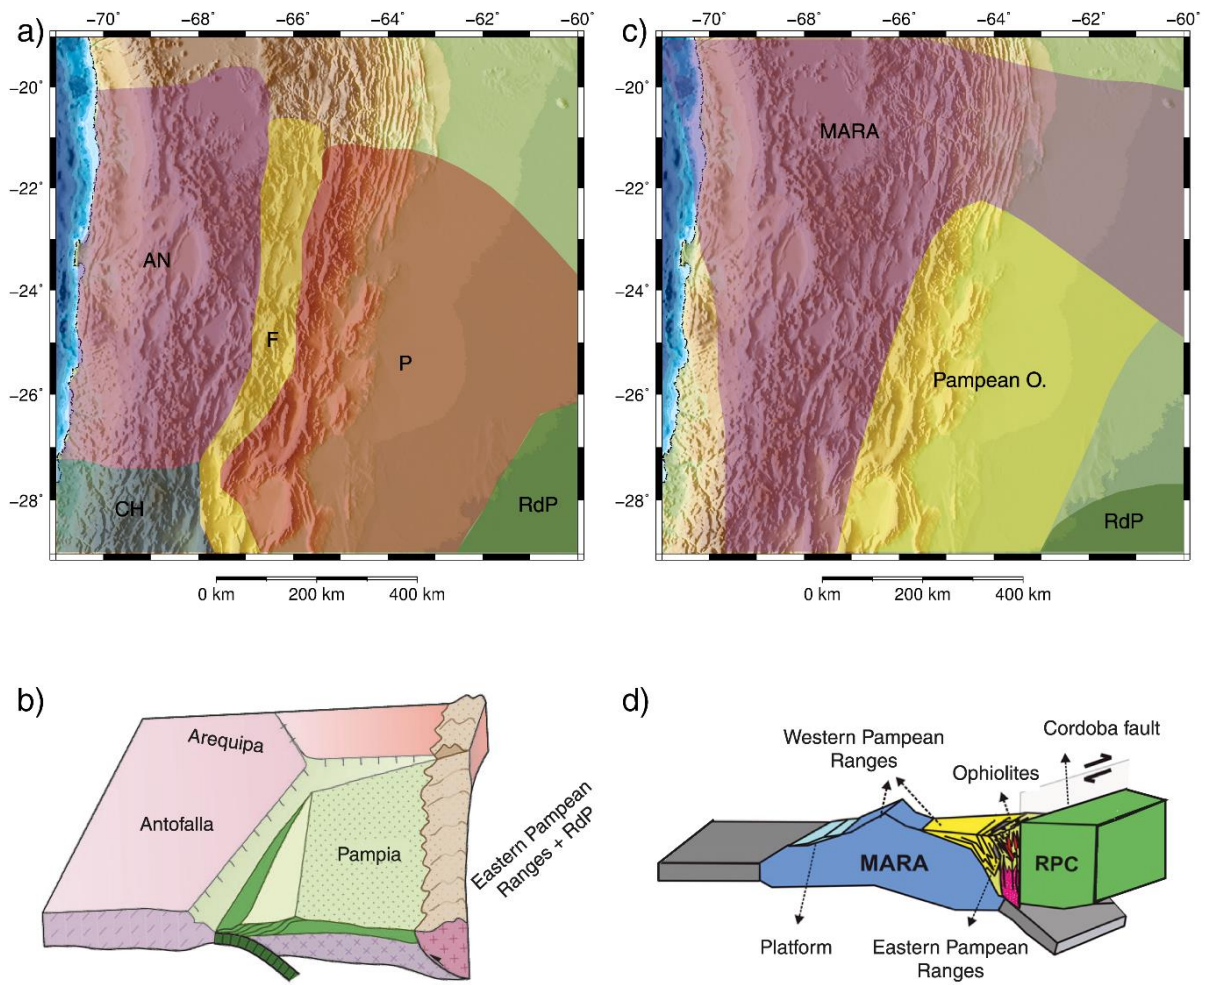 a)
−70˚ −68˚ −66˚ −64˚ −62˚ −60˚
−20˚
−22˚
−24˚
−26˚
−28˚
AN
F
P
CH
RdP
0 km 200 km 400 km
c)
−70˚ −68˚ −66˚ −64˚ −62˚ −60˚
−20˚
−22˚
−24˚
−26˚
−28˚
MARA
Pampean O.
RdP
0 km 200 km 400 km
b)
Arequipa
Antofalla
Pampia
Eastern Pampean
Ranges + RdP
d)
Western Pampean
Ranges
Cordoba fault
Ophiolites
MARA
RPC
Platform
Eastern Pampean
Ranges